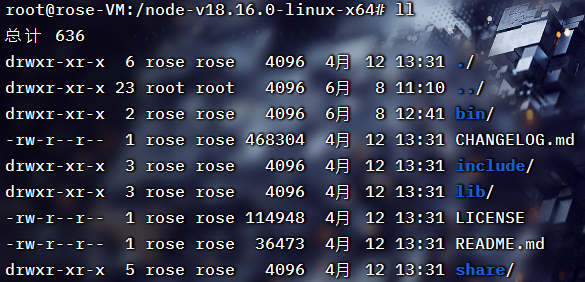 root@rose-VM:/node-v18.16.0-linux-x64# ll
总计 636
drwxr-xr-x  6 rose rose   4096  4月  12 13:31 ./
drwxr-xr-x 23 root root   4096  6月   8 11:10 ../
drwxr-xr-x  2 rose rose   4096  6月   8 12:41 bin/
-rw-r--r--  1 rose rose 468304  4月  12 13:31 CHANGELOG.md
drwxr-xr-x  3 rose rose   4096  4月  12 13:31 include/
drwxr-xr-x  3 rose rose   4096  4月  12 13:31 lib/
-rw-r--r--  1 rose rose 114948  4月  12 13:31 LICENSE
-rw-r--r--  1 rose rose  36473  4月  12 13:31 README.md
drwxr-xr-x  5 rose rose   4096  4月  12 13:31 share/